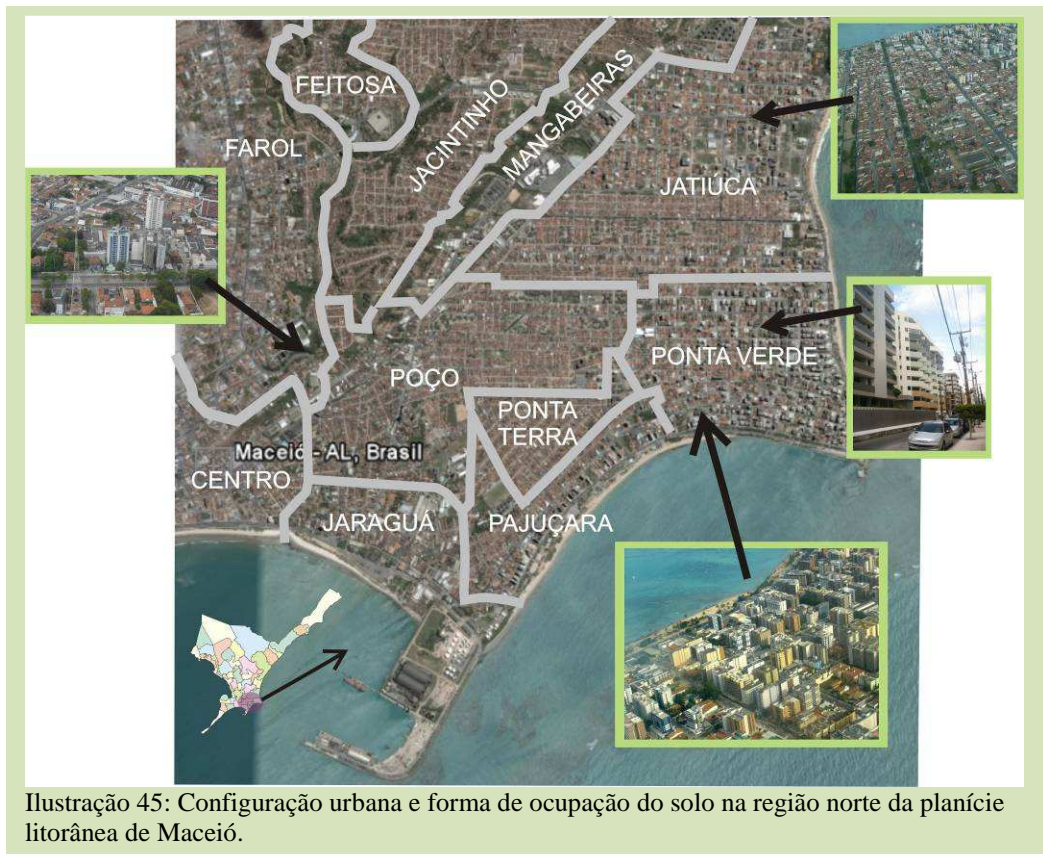 FEITOSA
FAROL
JACINTINHO
MANGABEIRAS
JATIÚCA
POÇO
PONTA VERDE
PONTA
TERRA
Maceió - AL, Brasil
CENTRO
JARAGUÁ
PAJUÇARA
Ilustração 45: Configuração urbana e forma de ocupação do solo na região norte da planície
litorânea de Maceió.